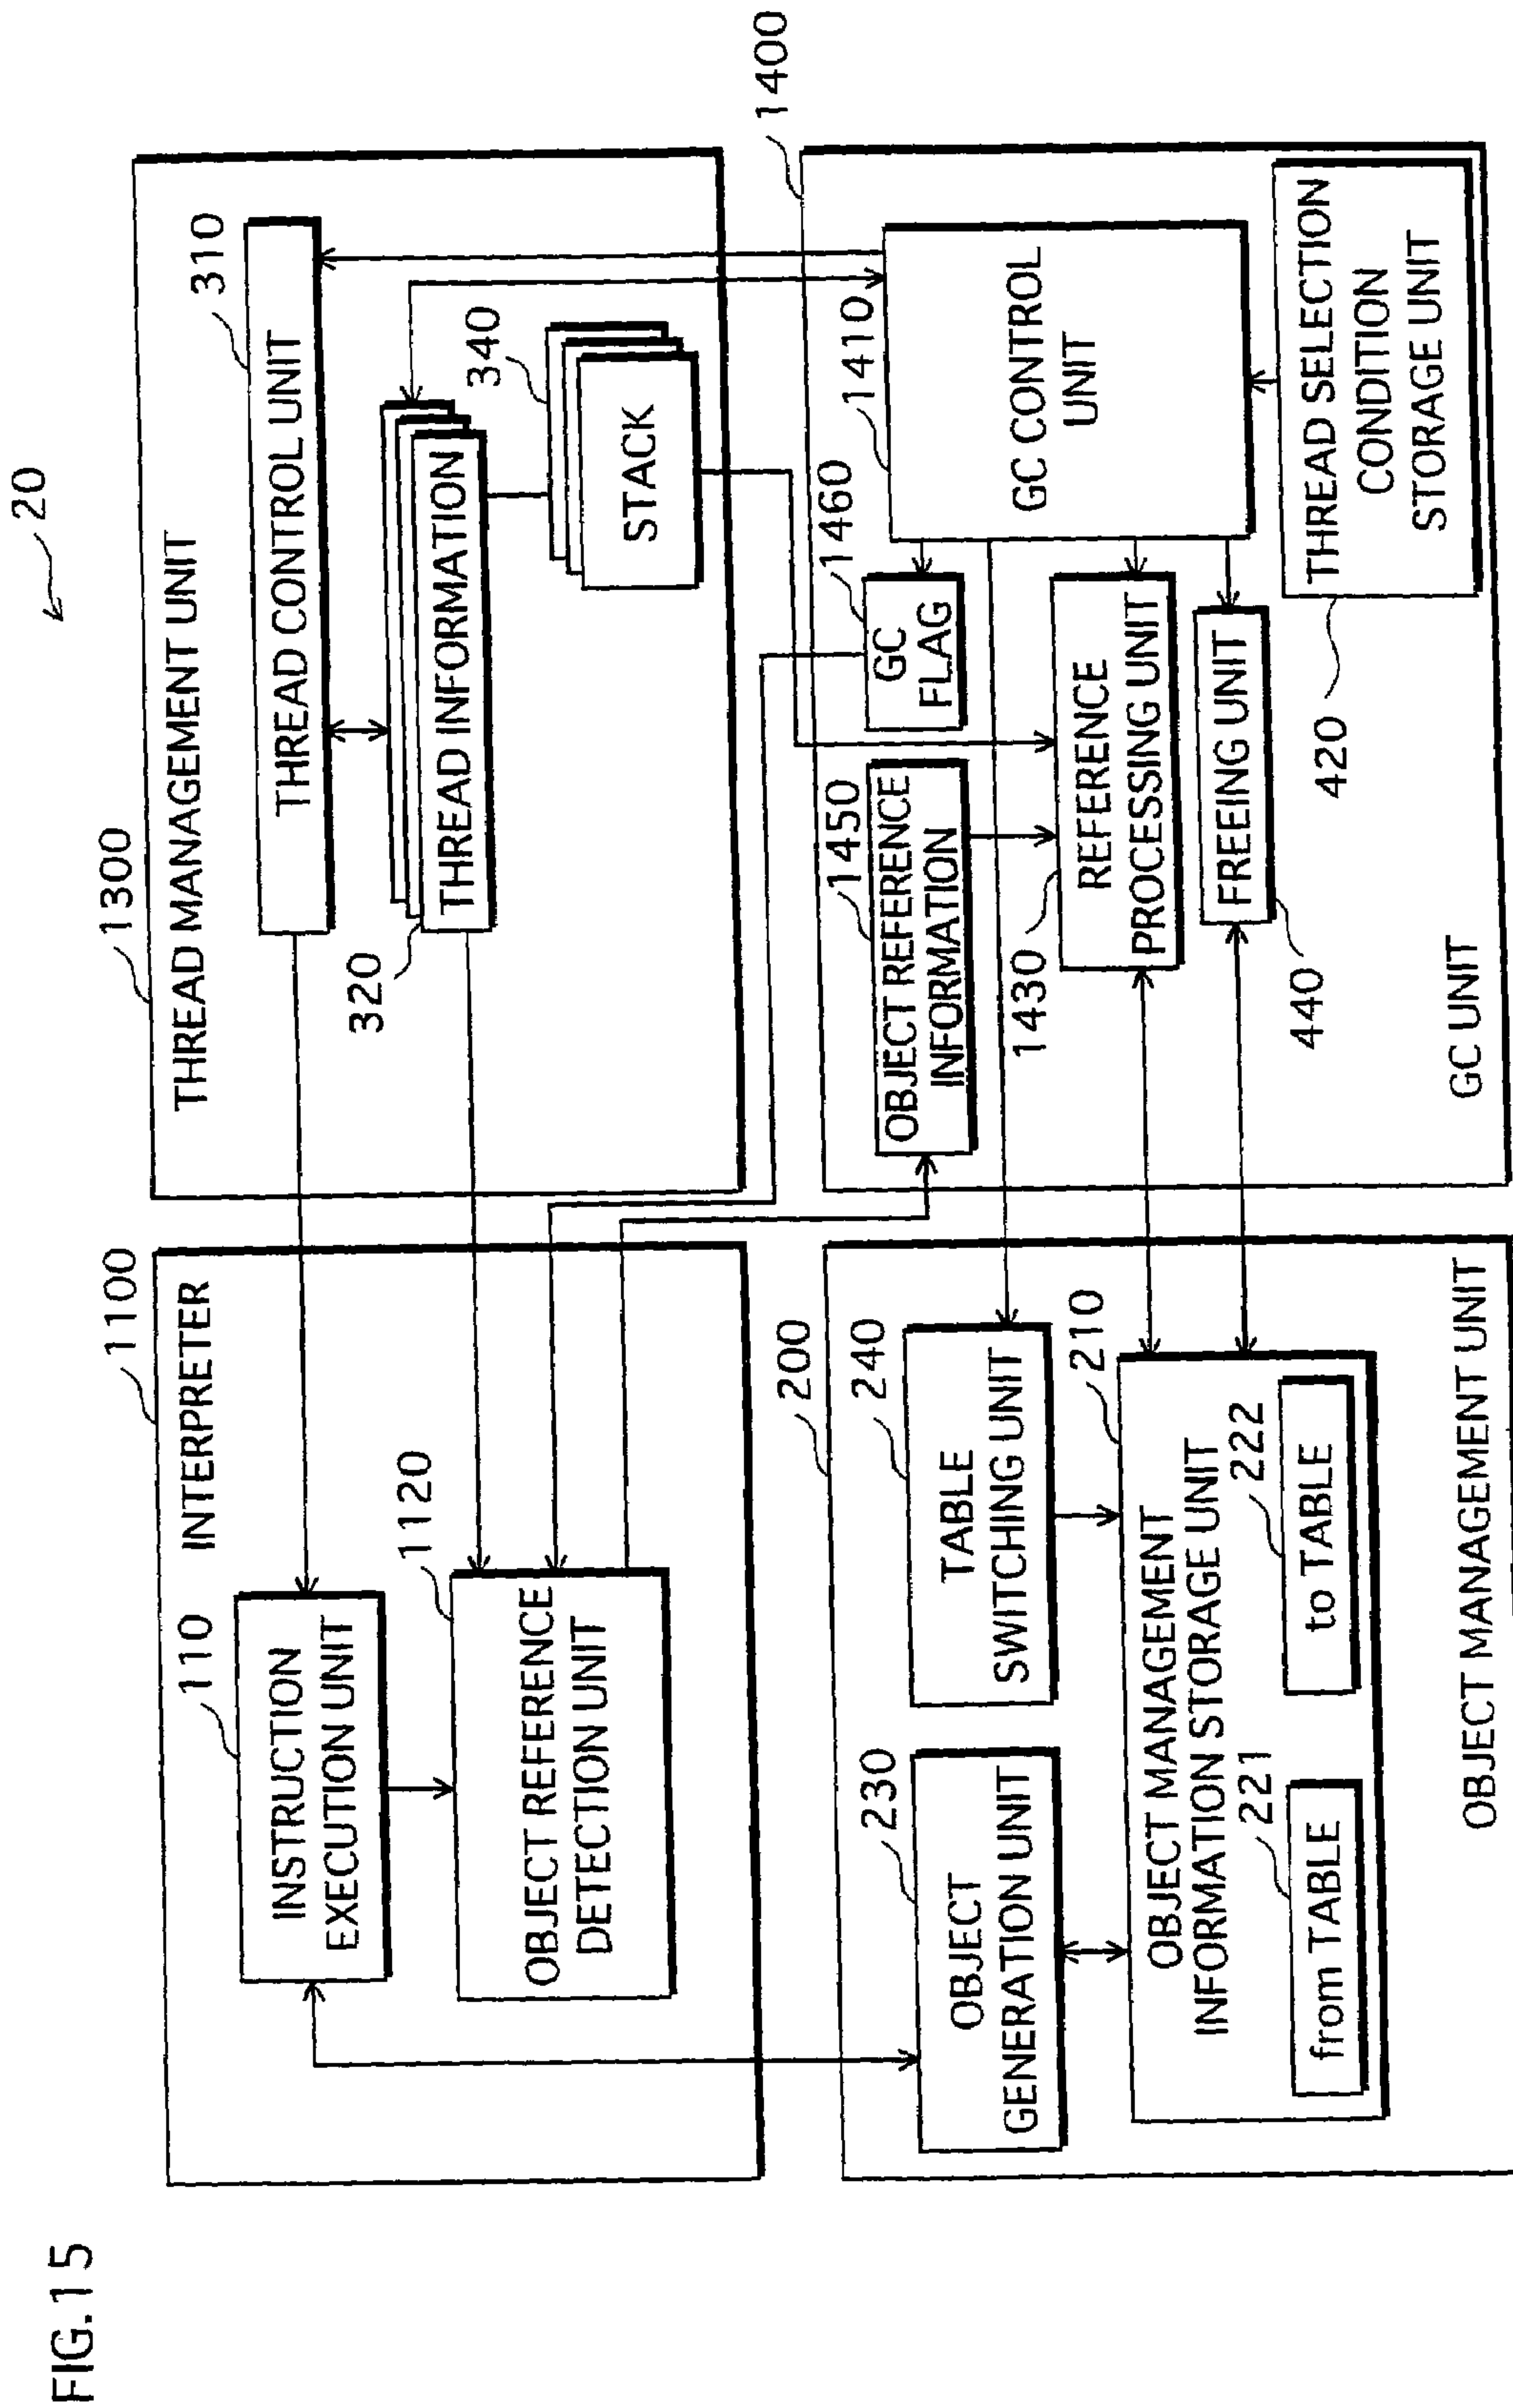 FIG.15
20
1100
INTERPRETER
110
INSTRUCTION
EXECUTION UNIT
1120
OBJECT REFERENCE
DETECTION UNIT
1300
THREAD MANAGEMENT UNIT
310
THREAD CONTROL UNIT
320
THREAD INFORMATION
340
STACK
200
230
OBJECT
GENERATION UNIT
240
TABLE
SWITCHING UNIT
210
OBJECT MANAGEMENT
INFORMATION STORAGE UNIT
221
from TABLE
222
to TABLE
OBJECT MANAGEMENT UNIT
1400
1450
OBJECT REFERENCE
INFORMATION
1460
GC
FLAG
1410
GC CONTROL
UNIT
1430
REFERENCE
PROCESSING UNIT
440
FREEING UNIT
420
THREAD SELECTION
CONDITION
STORAGE UNIT
GC UNIT